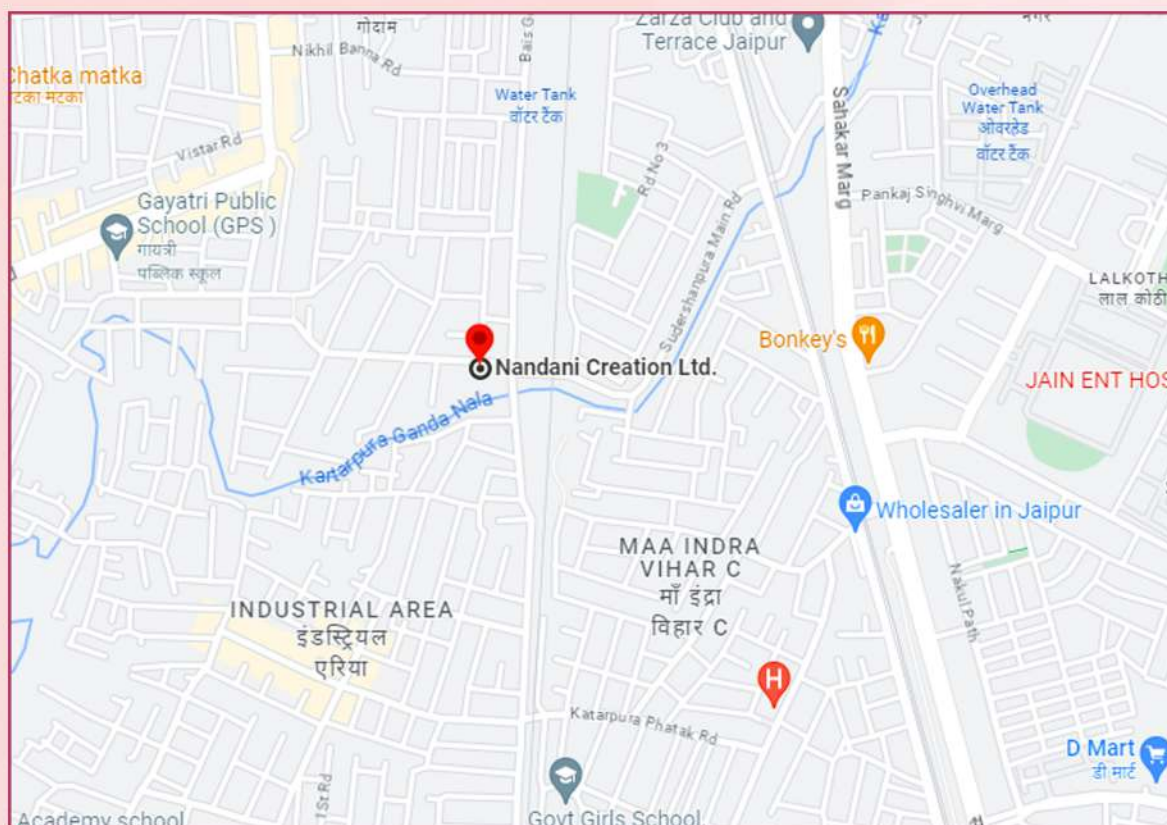 गोदाम
Nikhil Banna Rd
Bais G
Zarza Club and
Terrace Jaipur
नगर
Chatka matka
टका मटका
Water Tank
वॉटर टैंक
Overhead
Water Tank
ओवरहेड
वॉटर टैंक
Sahakar Marg
Vistar Rd
Rd No 3
Pankaj Singhvi Marg
Gayatri Public
School (GPS )
गायत्री
पब्लिक स्कूल
Sudershanpura Main Rd
LALKOTH
लाल कोठी
Bonkey's
Nandani Creation Ltd.
JAIN ENT HOS
Kartarpura Ganda Nala
Wholesaler in Jaipur
MAA INDRA
VIHAR C
माँ इंद्रा
विहार C
Nakul Path
INDUSTRIAL AREA
इंडस्ट्रियल
एरिया
H
Katarpura Phatak Rd
D Mart
डी मार्ट
1St Rd
Academy school
Govt Girls School